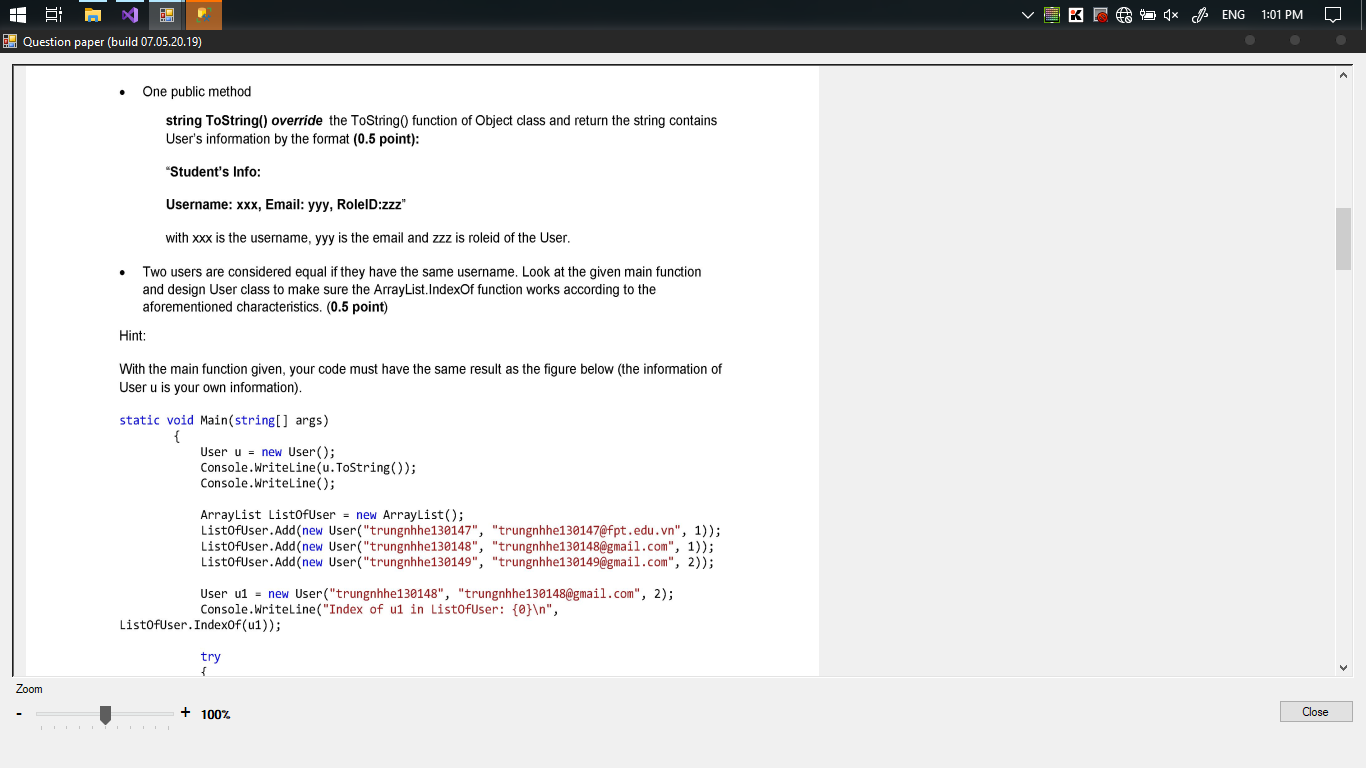 ENG 1:01 PM
Question paper (build 07.05.20.19)
• One public method
string ToString() override the ToString() function of Object class and return the string contains
User's information by the format (0.5 point):
“Student’s Info:
Username: xxx, Email: yyy, RoleID:zzz”
with xxx is the username, yyy is the email and zzz is roleid of the User.
• Two users are considered equal if they have the same username. Look at the given main function
and design User class to make sure the ArrayList.IndexOf function works according to the
aforementioned characteristics. (0.5 point)
Hint:
With the main function given, your code must have the same result as the figure below (the information of
User u is your own information).
static void Main(string[] args)
{
User u = new User();
Console.WriteLine(u.ToString());
Console.WriteLine();
ArrayList ListOfUser = new ArrayList();
ListOfUser.Add(new User("trungnhhe130147", "trungnhhe130147@fpt.edu.vn", 1));
ListOfUser.Add(new User("trungnhhe130148", "trungnhhe130148@gmail.com", 1));
ListOfUser.Add(new User("trungnhhe130149", "trungnhhe130149@gmail.com", 2));
User u1 = new User("trungnhhe130148", "trungnhhe130148@gmail.com", 2);
Console.WriteLine("Index of u1 in ListOfUser: {0}\n",
ListOfUser.IndexOf(u1));
try
{
Zoom
- + 100%
Close